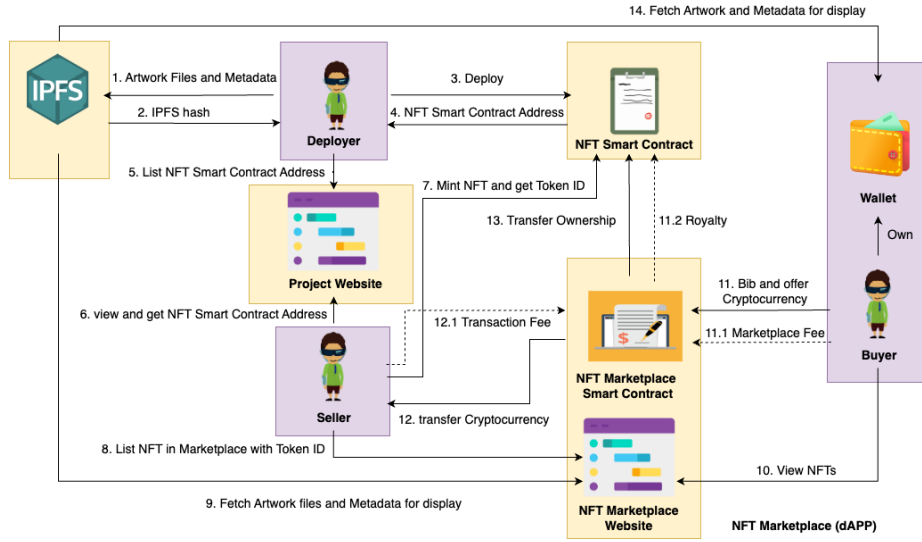 14. Fetch Artwork and Metadata for display
IPFS
1. Artwork Files and Metadata
2. IPFS hash
Deployer
3. Deploy
4. NFT Smart Contract Address
NFT Smart Contract
5. List NFT Smart Contract Address
7. Mint NFT and get Token ID
13. Transfer Ownership
11.2 Royalty
Wallet
Own
Project Website
6. view and get NFT Smart Contract Address
12.1 Transaction Fee
11. Bib and offer
Cryptocurrency
11.1 Marketplace Fee
Buyer
$
NFT Marketplace
Smart Contract
Seller
12. transfer Cryptocurrency
8. List NFT in Marketplace with Token ID
10. View NFTs
9. Fetch Artwork files and Metadata for display
NFT Marketplace
Website
NFT Marketplace (dAPP)